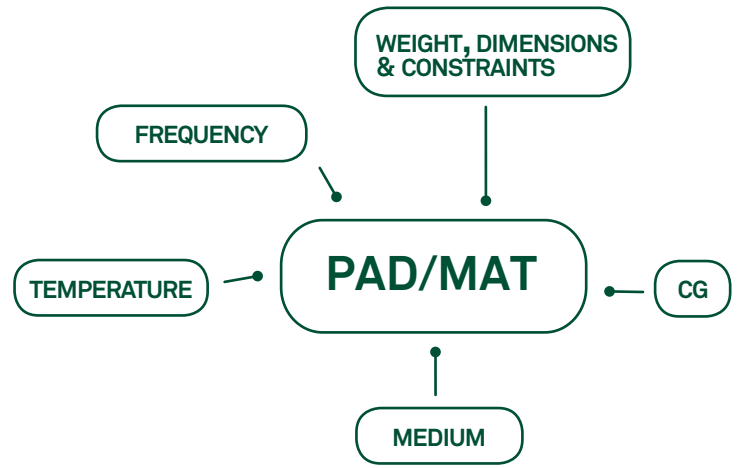 WEIGHT, DIMENSIONS
& CONSTRAINTS
FREQUENCY
PAD/MAT
TEMPERATURE
CG
MEDIUM